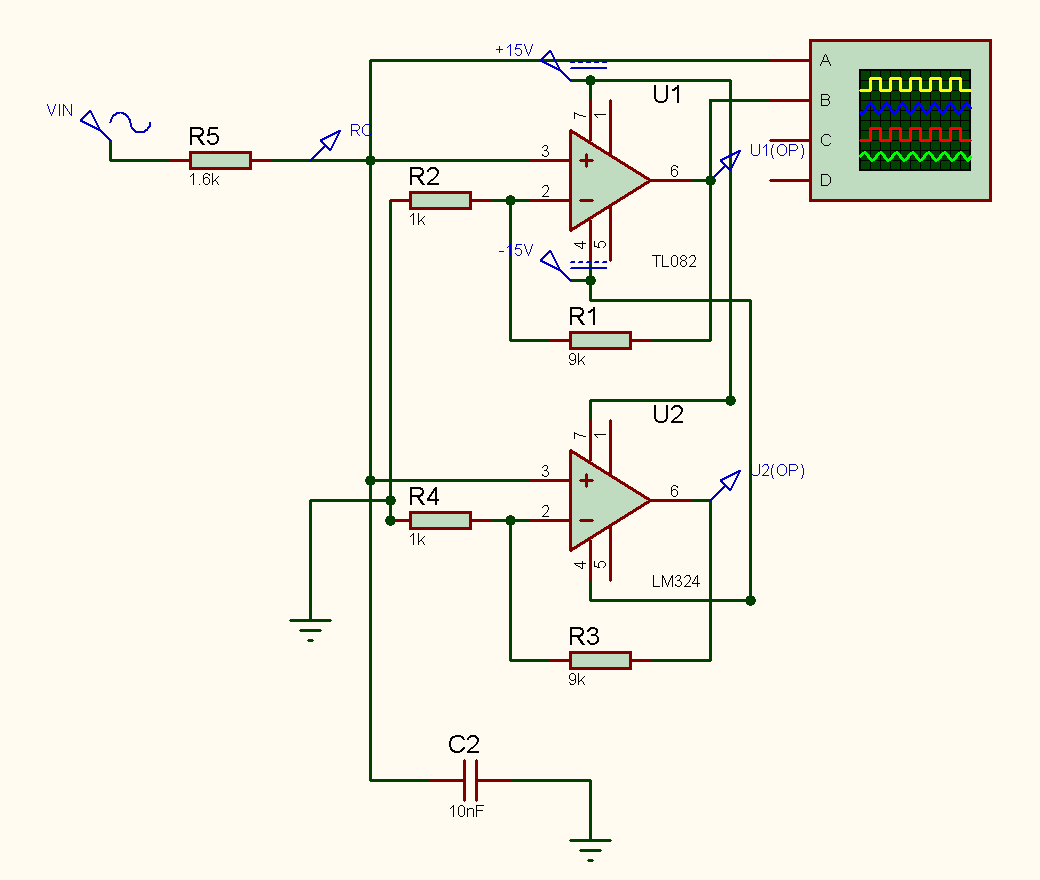 +15V
A
U1
VIN
7
1
B
R5
RC
3
U1(OP)
C
1.6k
R2
6
D
2
1k
-15V
4
5
TL082
R1
9k
U2
7
1
3
U2(OP)
R4
6
2
1k
4
5
LM324
R3
9k
C2
10nF